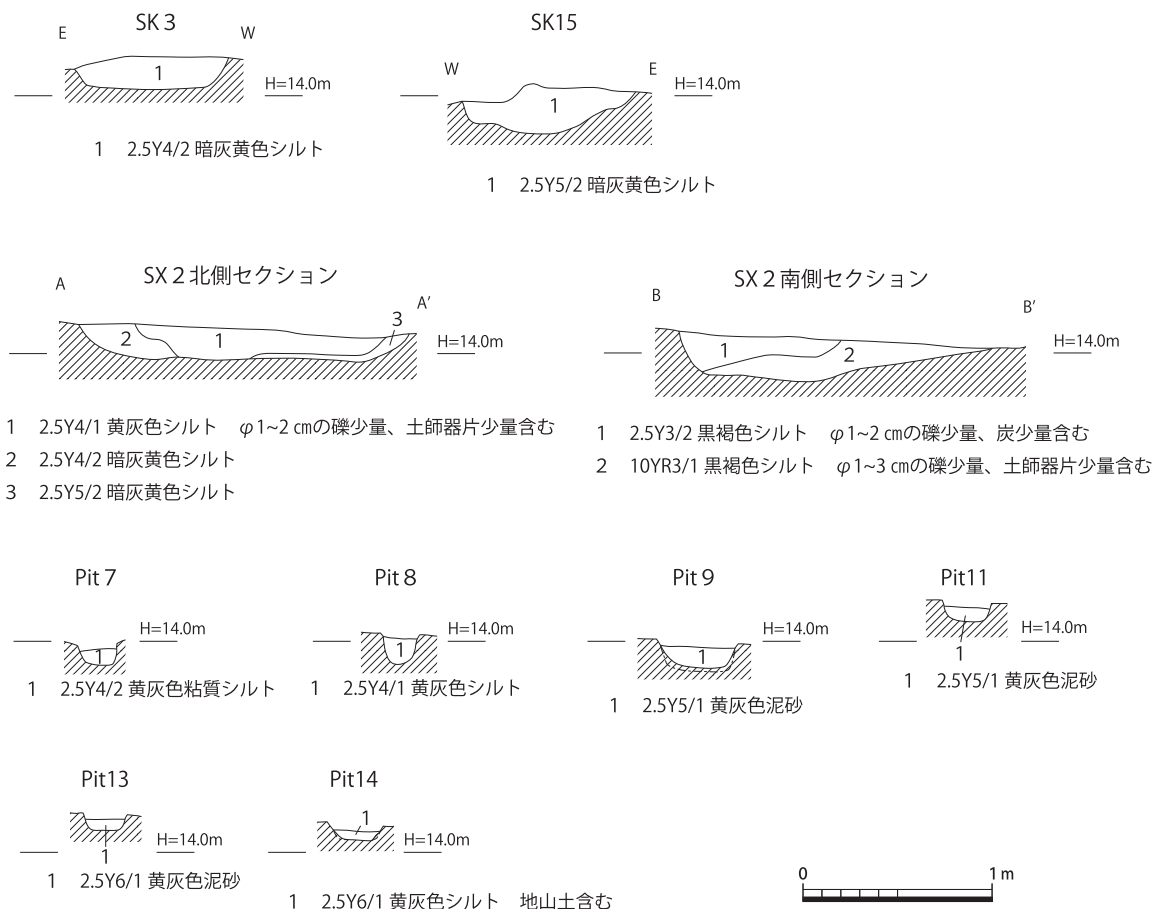 SK 3
E
W
1
H=14.0m
1 2.5Y4/2 暗灰黄色シルト
SK15
W
E
1
H=14.0m
1 2.5Y5/2 暗灰黄色シルト
SX 2 北側セクション
A
A′
2
1
3
H=14.0m
1 2.5Y4/1 黄灰色シルト φ1~2 ㎝の礫少量、土師器片少量含む
2 2.5Y4/2 暗灰黄色シルト
3 2.5Y5/2 暗灰黄色シルト
SX 2 南側セクション
B
B′
1
2
H=14.0m
1 2.5Y3/2 黒褐色シルト φ1~2 ㎝の礫少量、炭少量含む
2 10YR3/1 黒褐色シルト φ1~3 ㎝の礫少量、土師器片少量含む
Pit 7
1
H=14.0m
1 2.5Y4/2 黄灰色粘質シルト
Pit 8
1
H=14.0m
1 2.5Y4/1 黄灰色シルト
Pit 9
1
H=14.0m
1 2.5Y5/1 黄灰色泥砂
Pit11
1
H=14.0m
1 2.5Y5/1 黄灰色泥砂
Pit13
1
H=14.0m
1 2.5Y6/1 黄灰色泥砂
Pit14
1
H=14.0m
1 2.5Y6/1 黄灰色シルト 地山土含む
0 1 m